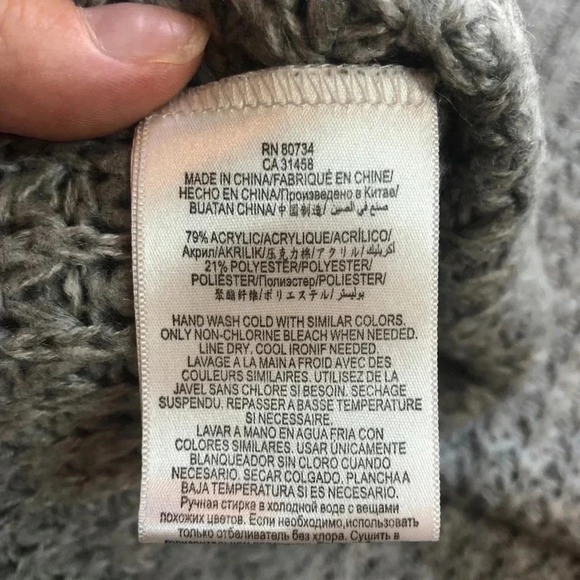 RN 80734
CA 31458
MADE IN CHINA/FABRIQUÉ EN CHINE/
HECHO EN CHINA/Произведено в Китае/
BUATAN CHINA/中国制造/صنع في الصين/
79% ACRYLIC/ACRYLIQUE/ACRÍLICO/
Акрил/AKRILIK/压克力棉/アクリル/أكريليك/
21% POLYESTER/POLYESTER/
POLIÉSTER/Полиэстер/POLIESTER/
聚酯纤维/ポリエステル/بوليستر
HAND WASH COLD WITH SIMILAR COLORS.
ONLY NON-CHLORINE BLEACH WHEN NEEDED.
LINE DRY. COOL IRONIF NEEDED.
LAVAGE A LA MAIN A FROID AVEC DES
COULEURS SIMILAIRES. UTILISEZ DE LA
JAVEL SANS CHLORE SI BESOIN. SECHAGE
SUSPENDU. REPASSER A BASSE TEMPERATURE
SI NECESSAIRE.
LAVAR A MANO EN AGUA FRIA CON
COLORES SIMILARES. USAR ÚNICAMENTE
BLANQUEADOR SIN CLORO CUANDO
NECESARIO. SECAR COLGADO. PLANCHA A
BAJA TEMPERATURA SI ES NECESARIO.
Ручная стирка в холодной воде с вещами
похожих цветов. Если необходимо,использовать
только отбеливатель без хлора. Сушить в